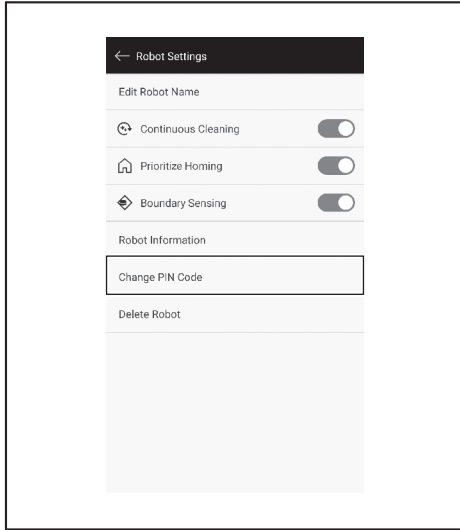 Robot Settings
Edit Robot Name
Continuous Cleaning
Prioritize Homing
Boundary Sensing
Robot Information
Change PIN Code
Delete Robot